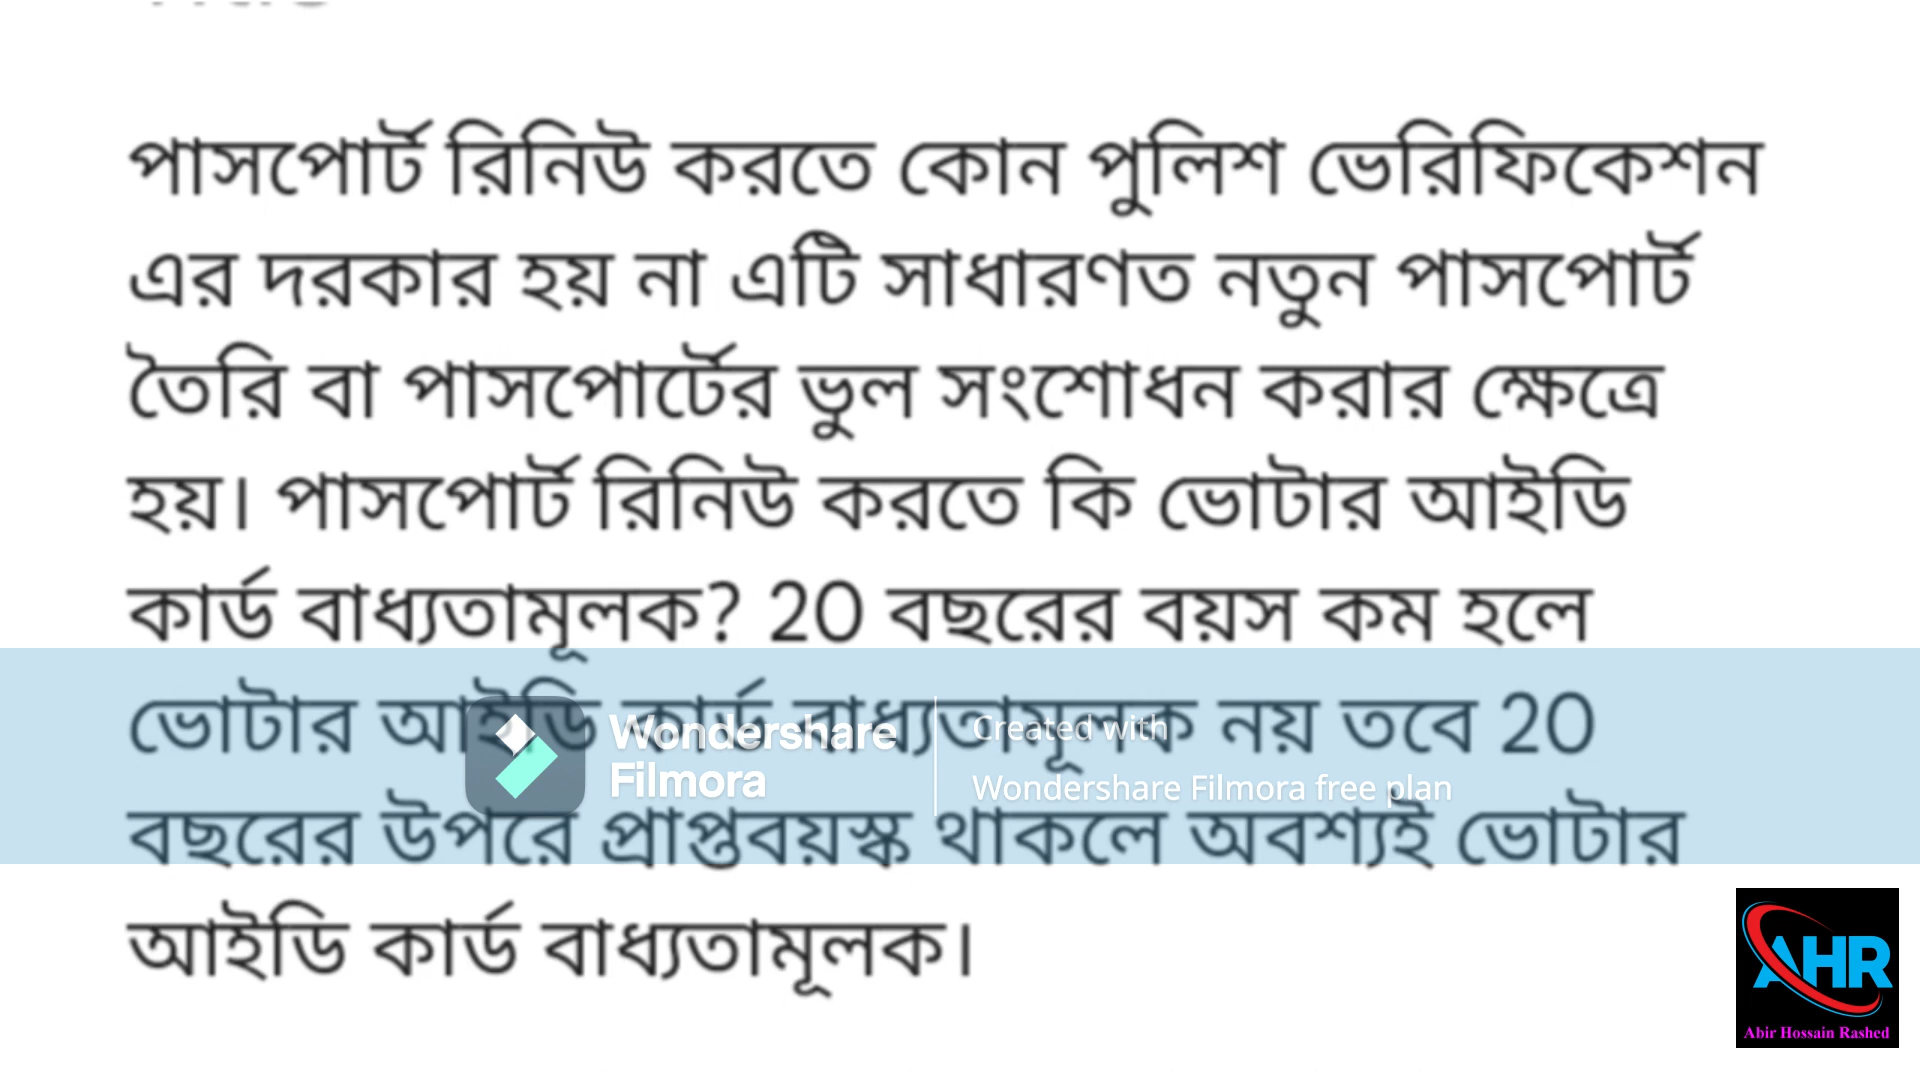 পাসপোর্ট রিনিউ করতে কোন পুলিশ ভেরিফিকেশন
এর দরকার হয় না এটি সাধারণত নতুন পাসপোর্ট
তৈরি বা পাসপোর্টের ভুল সংশোধন করার ক্ষেত্রে
হয়। পাসপোর্ট রিনিউ করতে কি ভোটার আইডি
কার্ড বাধ্যতামূলক? 20 বছরের বয়স কম হলে
ভোটার আইডি কার্ড বাধ্যতামূলক নয় তবে 20
বছরের উপরে প্রাপ্তবয়স্ক থাকলে অবশ্যই ভোটার
আইডি কার্ড বাধ্যতামূলক।
Wondershare
Filmora
Created with
Wondershare Filmora free plan
AHR
Abir Hossain Rashed